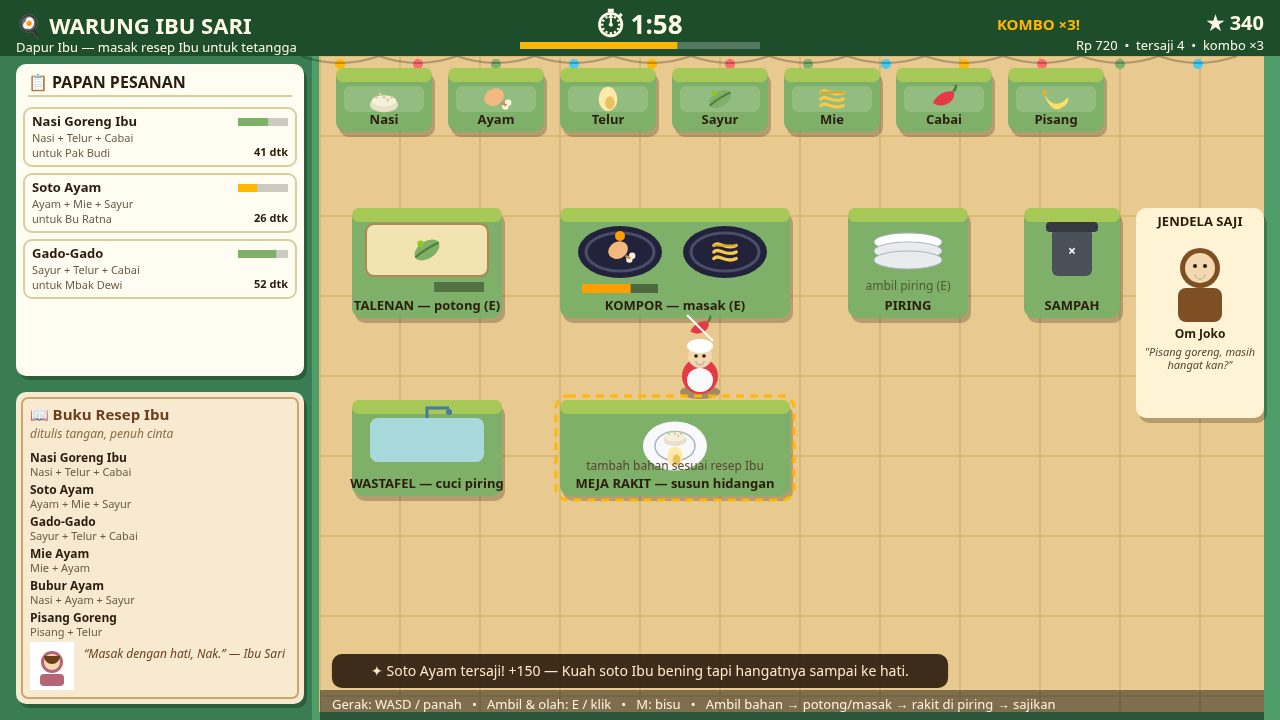 WARUNG IBU SARI
Dapur Ibu — masak resep Ibu untuk tetangga
1:58
KOMBO ×3!
★ 340
Rp 720 • tersaji 4 • kombo ×3
PAPAN PESANAN
Nasi Goreng Ibu
Nasi + Telur + Cabai
untuk Pak Budi
41 dtk
Soto Ayam
Ayam + Mie + Sayur
untuk Bu Ratna
26 dtk
Gado-Gado
Sayur + Telur + Cabai
untuk Mbak Dewi
52 dtk
Buku Resep Ibu
ditulis tangan, penuh cinta
Nasi Goreng Ibu
Nasi + Telur + Cabai
Soto Ayam
Ayam + Mie + Sayur
Gado-Gado
Sayur + Telur + Cabai
Mie Ayam
Mie + Ayam
Bubur Ayam
Nasi + Ayam + Sayur
Pisang Goreng
Pisang + Telur
“Masak dengan hati, Nak.” — Ibu Sari
Nasi
Ayam
Telur
Sayur
Mie
Cabai
Pisang
TALENAN — potong (E)
KOMPOR — masak (E)
ambil piring (E)
PIRING
×
SAMPAH
JENDELA SAJI
Om Joko
"Pisang goreng, masih
hangat kan?"
WASTAFEL — cuci piring
tambah bahan sesuai resep Ibu
MEJA RAKIT — susun hidangan
✦ Soto Ayam tersaji! +150 — Kuah soto Ibu bening tapi hangatnya sampai ke hati.
Gerak: WASD / panah • Ambil & olah: E / klik • M: bisu • Ambil bahan → potong/masak → rakit di piring → sajikan